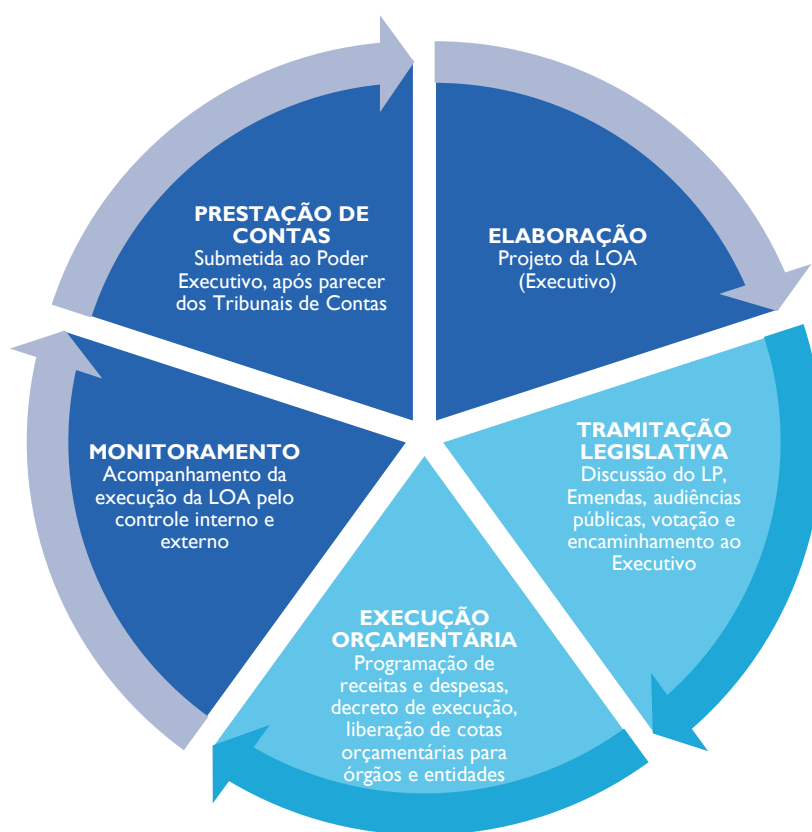 PRESTAÇÃO DE
CONTAS
Submetida ao Poder
Executivo, após parecer
dos Tribunais de Contas
ELABORAÇÃO
Projeto da LOA
(Executivo)
TRAMITAÇÃO
LEGISLATIVA
Discussão do LP,
Emendas, audiências
públicas, votação e
encaminhamento ao
Executivo
EXECUÇÃO
ORÇAMENTÁRIA
Programação de
receitas e despesas,
decreto de execução,
liberação de cotas
orçamentárias para
órgãos e entidades
MONITORAMENTO
Acompanhamento da
execução da LOA pelo
controle interno e
externo